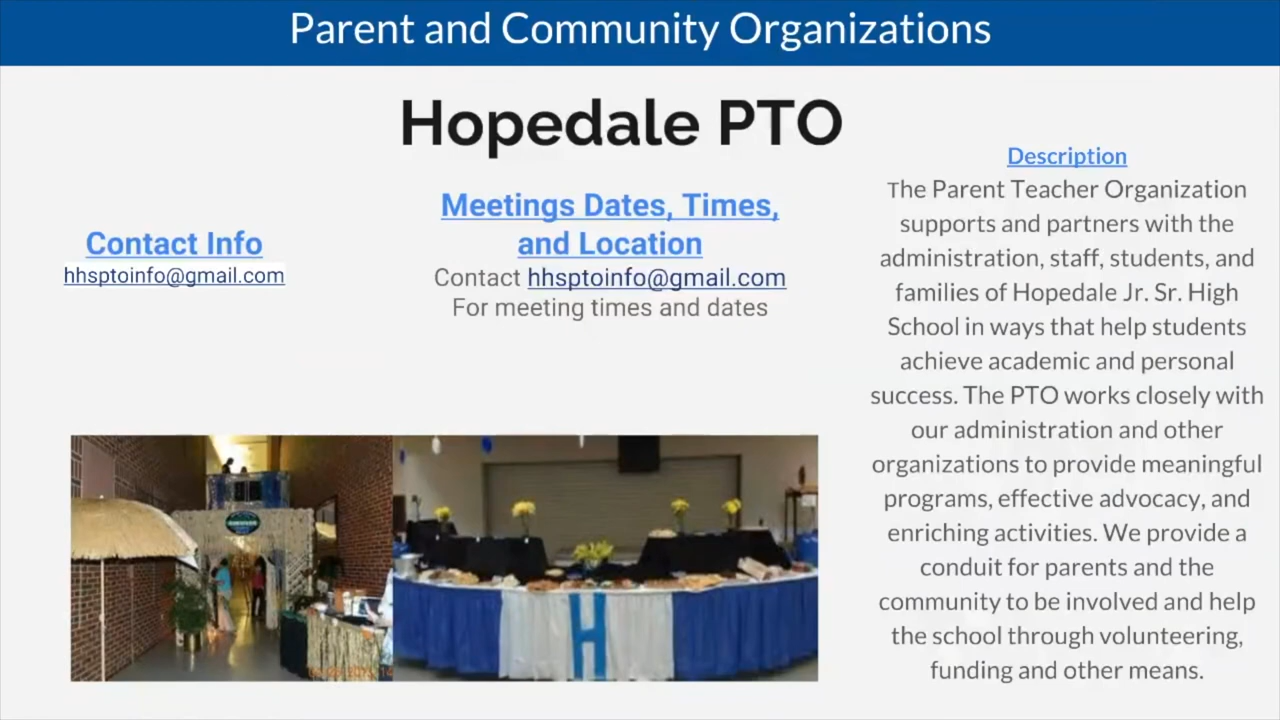 Parent and Community Organizations
Hopedale PTO
Contact Info
hhsptoinfo@gmail.com
Meetings Dates, Times,
and Location
Contact hhsptoinfo@gmail.com
For meeting times and dates
Description
The Parent Teacher Organization
supports and partners with the
administration, staff, students, and
families of Hopedale Jr. Sr. High
School in ways that help students
achieve academic and personal
success. The PTO works closely with
our administration and other
organizations to provide meaningful
programs, effective advocacy, and
enriching activities. We provide a
conduit for parents and the
community to be involved and help
the school through volunteering,
funding and other means.
H